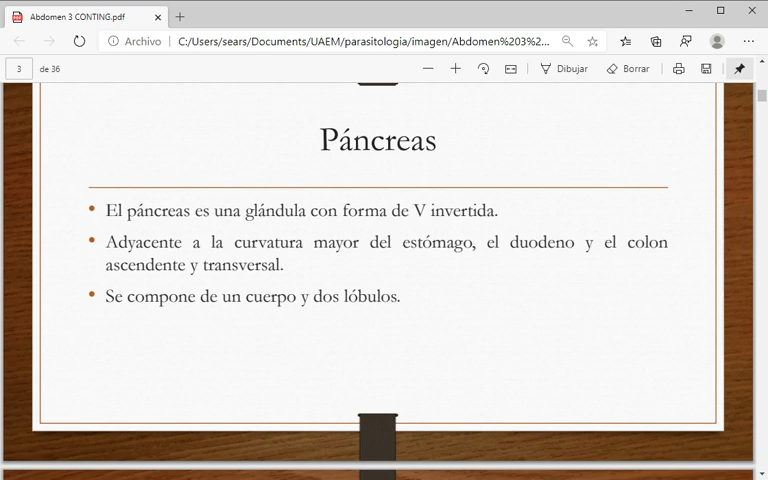 Abdomen 3 CONTING.pdf
Archivo
C:/Users/sears/Documents/UAEM/parasitologia/imagen/Abdomen%203%2...
3 de 36
Dibujar
Borrar
Páncreas
• El páncreas es una glándula con forma de V invertida.
• Adyacente a la curvatura mayor del estómago, el duodeno y el colon
ascendente y transversal.
• Se compone de un cuerpo y dos lóbulos.